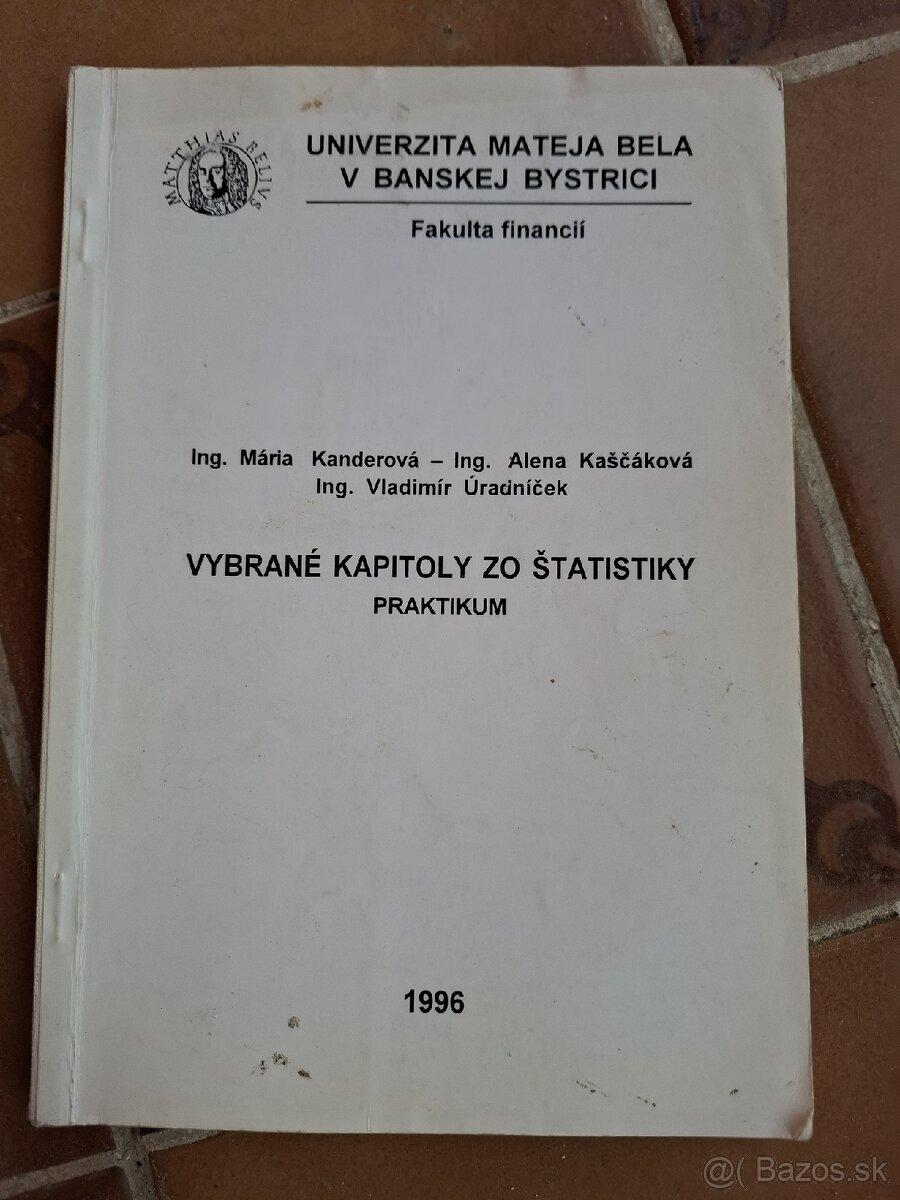 MATTHIAS BELIVS
UNIVERZITA MATEJA BELA
V BANSKEJ BYSTRICI
Fakulta financií
Ing. Mária Kanderová – Ing. Alena Kaščáková
Ing. Vladimír Úradníček
VYBRANÉ KAPITOLY ZO ŠTATISTIKY
PRAKTIKUM
1996
@( Bazos.sk